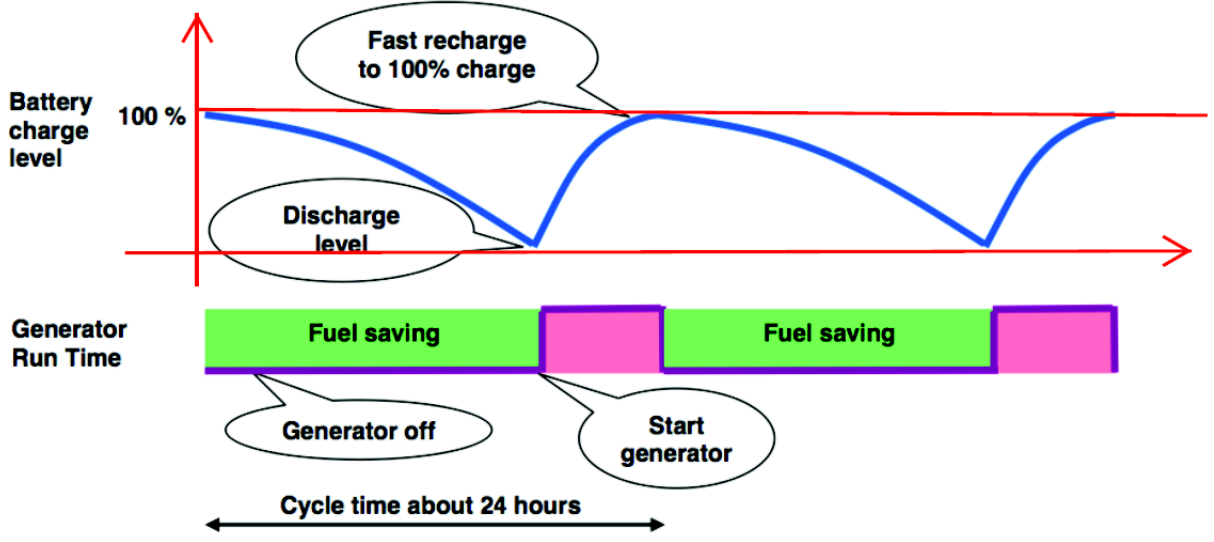 Fast recharge
to 100% charge
Battery
charge
level
100 %
Discharge
level
Generator
Run Time
Fuel saving
Fuel saving
Generator off
Start
generator
Cycle time about 24 hours